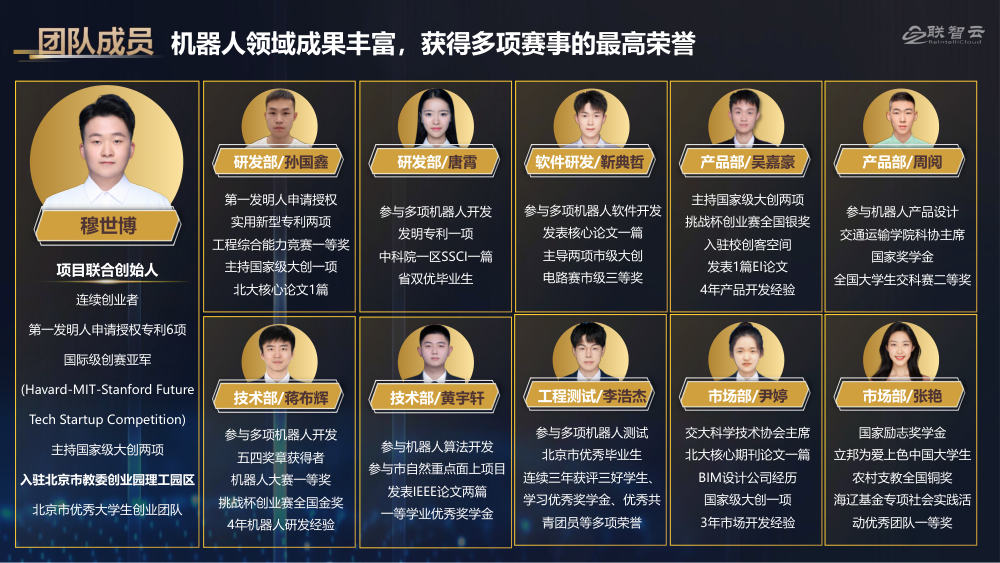 团队成员 机器人领域成果丰富，获得多项赛事的最高荣誉
联智云
ReIntelliCloud
穆世博
项目联合创始人
连续创业者
第一发明人申请授权专利6项
国际级创赛亚军
(Havard-MIT-Stanford Future
Tech Startup Competition)
主持国家级大创两项
入驻北京市教委创业园理工园区
北京市优秀大学生创业团队
研发部/孙国鑫
第一发明人申请授权
实用新型专利两项
工程综合能力竞赛一等奖
主持国家级大创一项
北大核心论文1篇
研发部/唐霄
参与多项机器人开发
发明专利一项
中科院一区SSCI一篇
省双优毕业生
软件研发/靳典哲
参与多项机器人软件开发
发表核心论文一篇
主导两项市级大创
电路赛市级三等奖
产品部/吴嘉豪
主持国家级大创两项
挑战杯创业赛全国银奖
入驻校创客空间
发表1篇EI论文
4年产品开发经验
产品部/周阅
参与机器人产品设计
交通运输学院科协主席
国家奖学金
全国大学生交科赛二等奖
技术部/蒋布辉
参与多项机器人开发
五四奖章获得者
机器人大赛一等奖
挑战杯创业赛全国金奖
4年机器人研发经验
技术部/黄宇轩
参与机器人算法开发
参与市自然重点面上项目
发表IEEE论文两篇
一等学业优秀奖学金
工程测试/李浩杰
参与多项机器人测试
北京市优秀毕业生
连续三年获评三好学生、
学习优秀奖学金、优秀共
青团员等多项荣誉
市场部/尹婷
交大科学技术协会主席
北大核心期刊论文一篇
BIM设计公司经历
国家级大创一项
3年市场开发经验
市场部/张艳
国家励志奖学金
立邦为爱上色中国大学生
农村支教全国铜奖
海辽基金专项社会实践活
动优秀团队一等奖